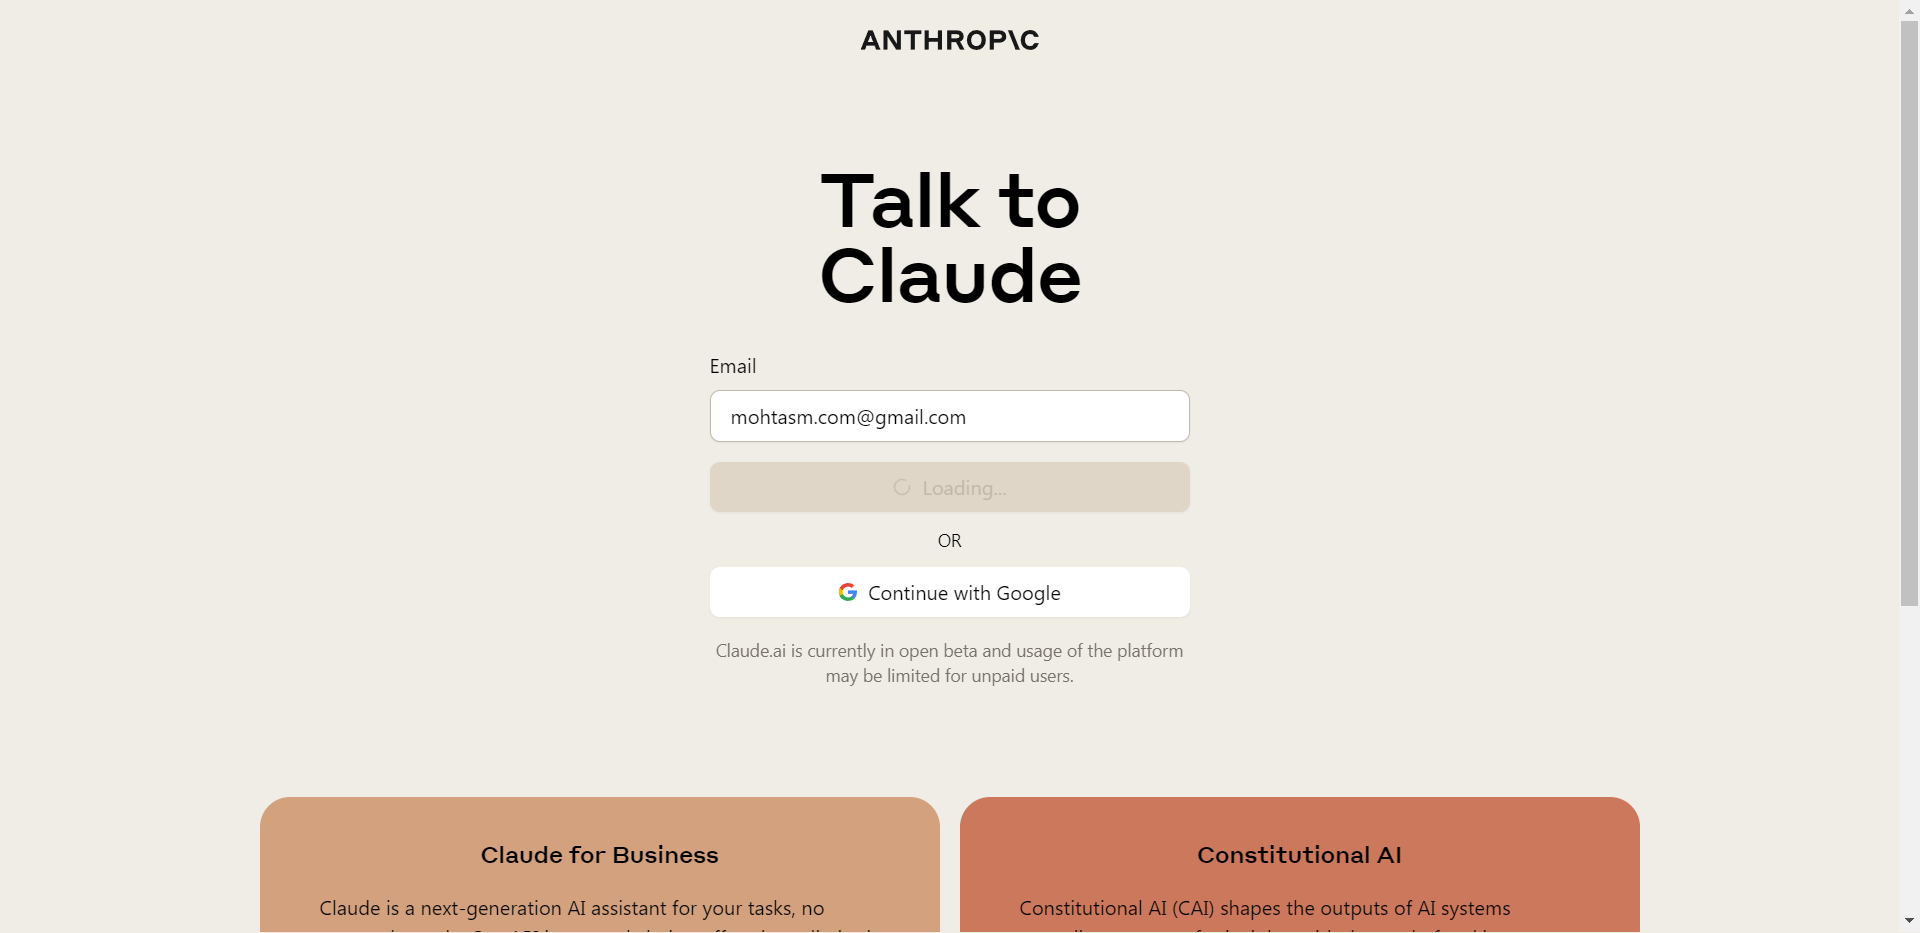 ANTHROP\C
Talk to
Claude
Email
mohtasm.com@gmail.com
Loading...
OR
Continue with Google
Claude.ai is currently in open beta and usage of the platform
may be limited for unpaid users.
Claude for Business
Claude is a next-generation AI assistant for your tasks, no
Constitutional AI
Constitutional AI (CAI) shapes the outputs of AI systems